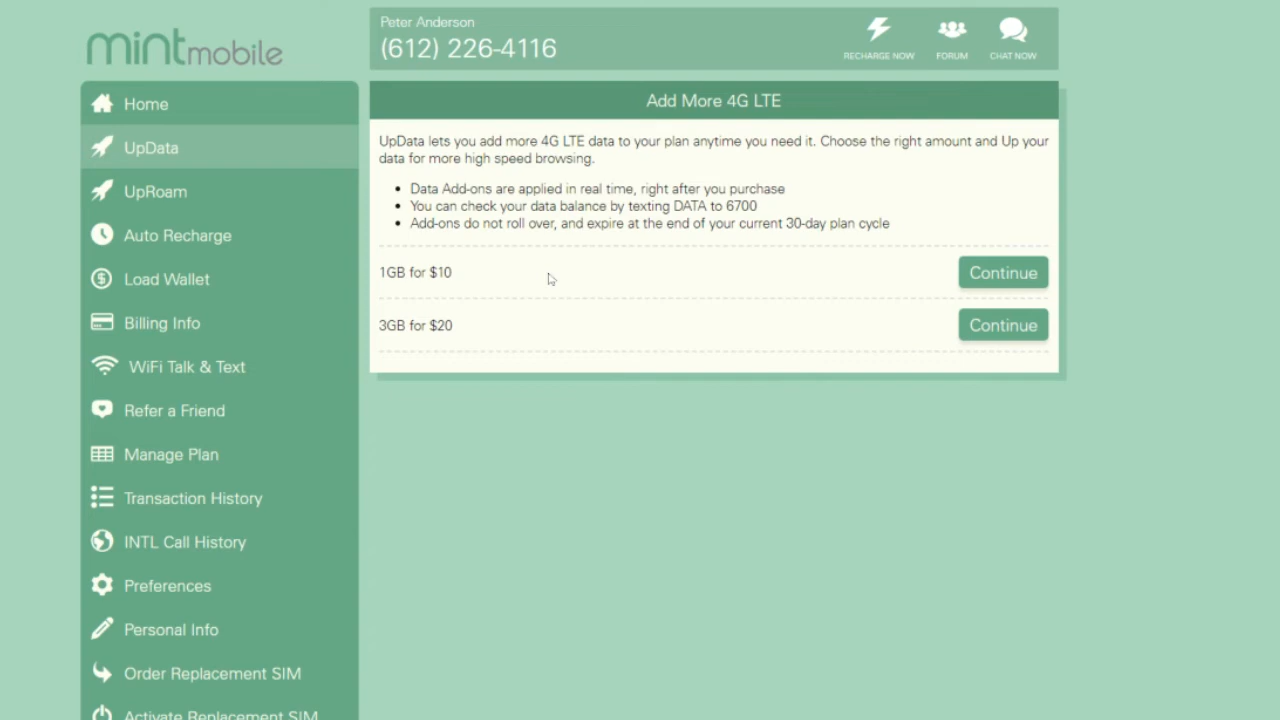 mintmobile
Peter Anderson
(612) 226-4116
RECHARGE NOW
FORUM
CHAT NOW
Home
UpData
UpRoam
Auto Recharge
Load Wallet
Billing Info
WiFi Talk & Text
Refer a Friend
Manage Plan
Transaction History
INTL Call History
Preferences
Personal Info
Order Replacement SIM
Activate Replacement SIM
Add More 4G LTE
UpData lets you add more 4G LTE data to your plan anytime you need it. Choose the right amount and Up your
data for more high speed browsing.
• Data Add-ons are applied in real time, right after you purchase
• You can check your data balance by texting DATA to 6700
• Add-ons do not roll over, and expire at the end of your current 30-day plan cycle
1GB for $10
Continue
3GB for $20
Continue